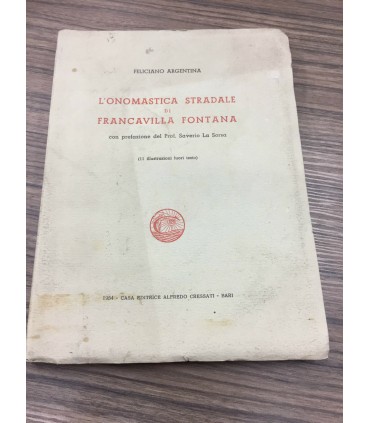 FELICIANO ARGENTINA
L'ONOMASTICA STRADALE
DI
FRANCAVILLA FONTANA
con prefazione del Prof. Saverio La Sorsa
(11 illustrazioni fuori testo)
CASA EDITRICE ALFREDO CRESSATI - BARI